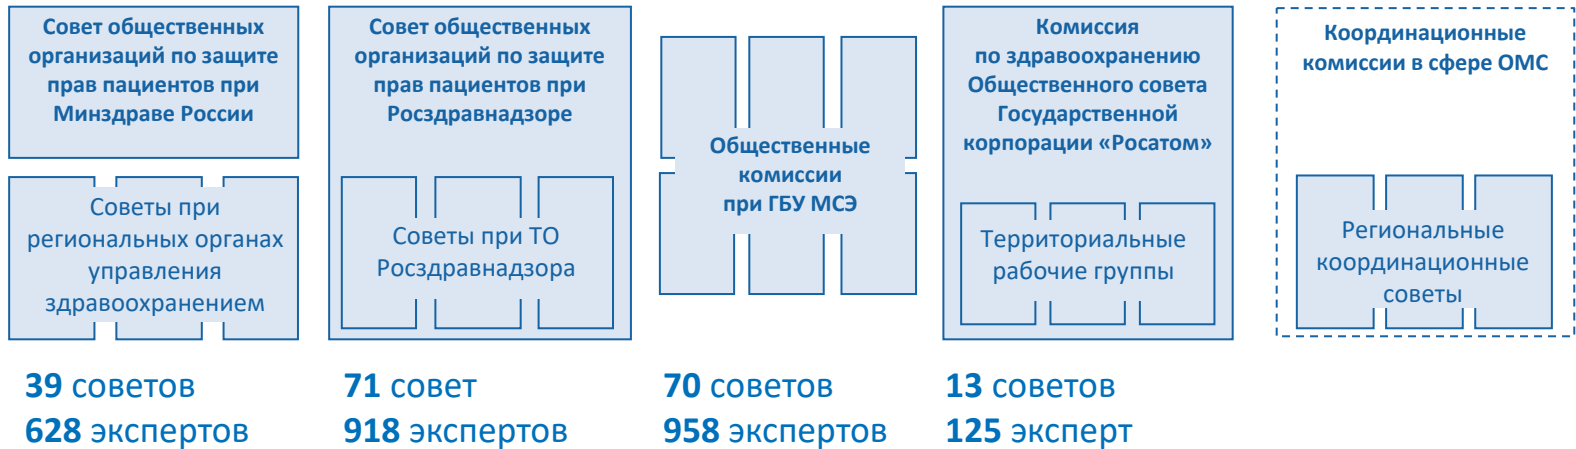 Совет общественных
организаций по защите
прав пациентов при
Минздраве России
Советы при
региональных органах
управления
здравоохранением
39 советов
628 экспертов
Совет общественных
организаций по защите
прав пациентов при
Росздравнадзоре
Советы при ТО
Росздравнадзора
71 совет
918 экспертов
Общественные
комиссии
при ГБУ МСЭ
70 советов
958 экспертов
Комиссия
по здравоохранению
Общественного совета
Государственной
корпорации «Росатом»
Территориальные
рабочие группы
13 советов
125 эксперт
Координационные
комиссии в сфере ОМС
Региональные
координационные
советы